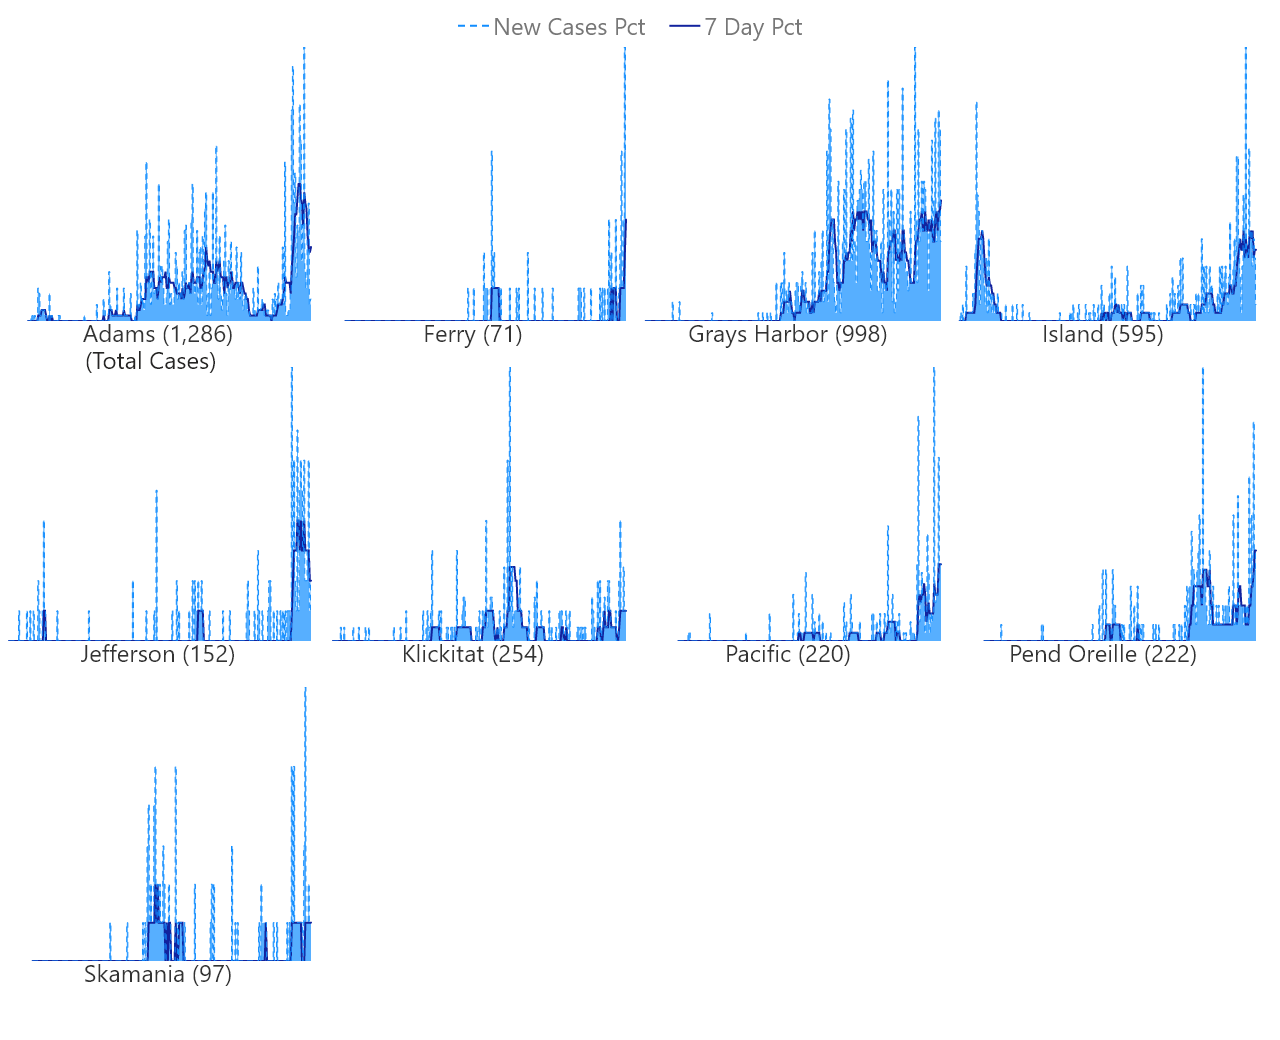 New Cases Pct 7 Day Pct
Adams (1,286)
(Total Cases)
Ferry (71)
Grays Harbor (998)
Island (595)
Jefferson (152)
Klickitat (254)
Pacific (220)
Pend Oreille (222)
Skamania (97)